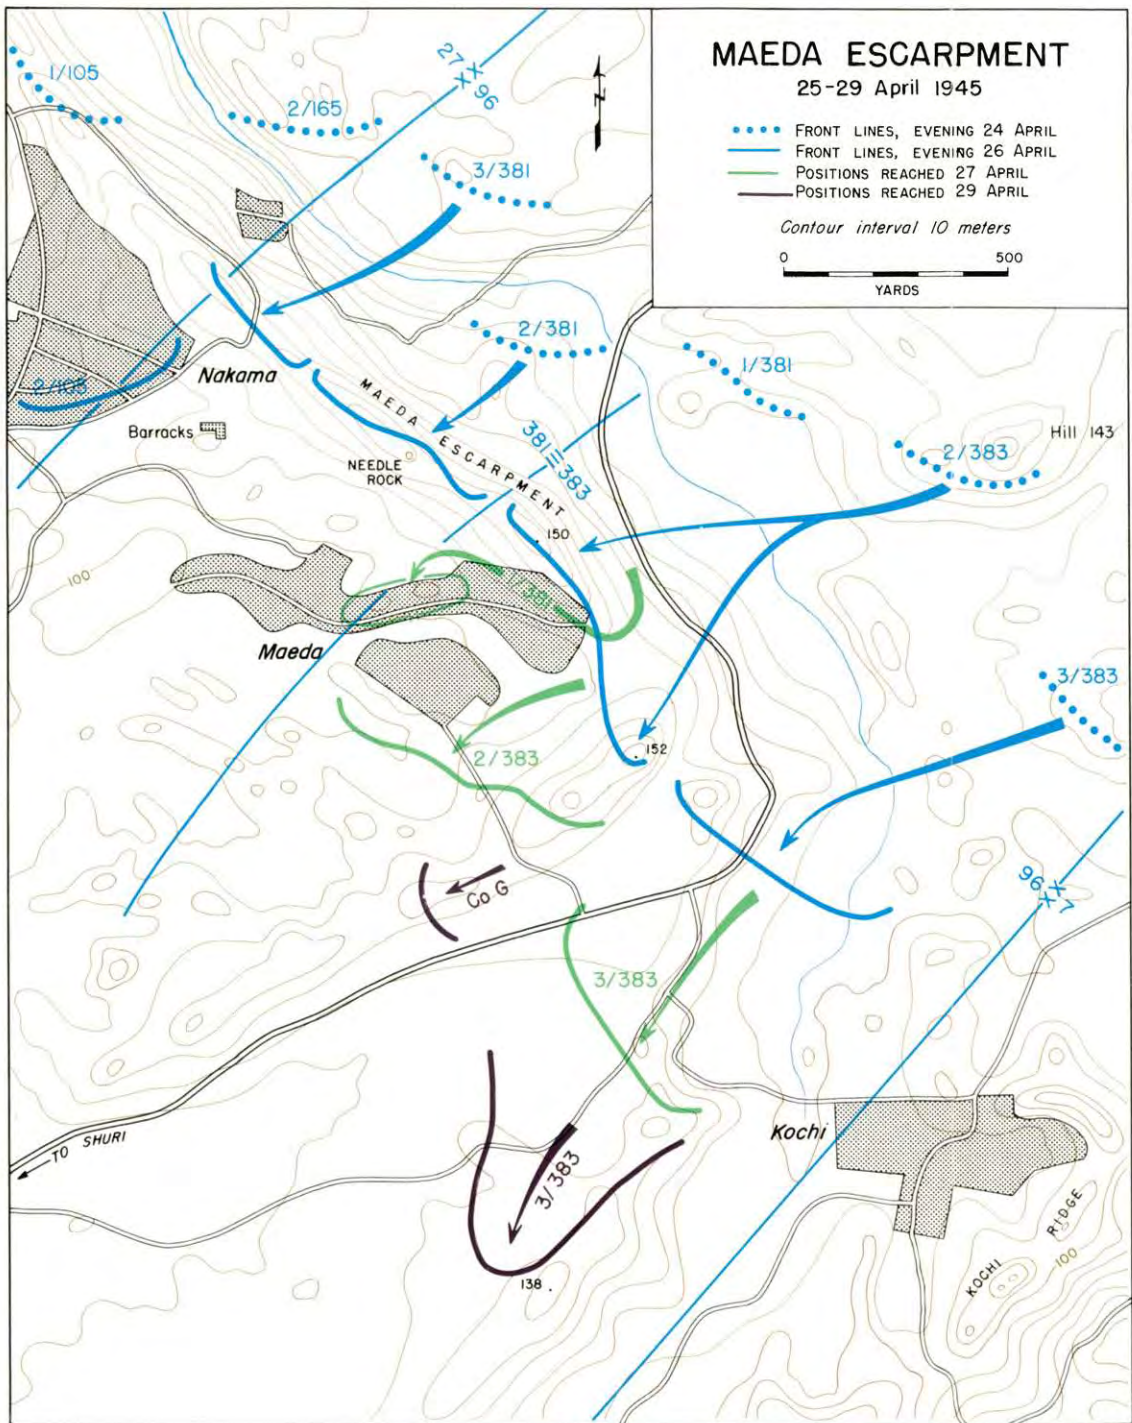 MAEDA ESCARPMENT
25-29 April 1945
FRONT LINES, EVENING 24 APRIL
FRONT LINES, EVENING 26 APRIL
POSITIONS REACHED 27 APRIL
POSITIONS REACHED 29 APRIL
Contour interval 10 meters
0 500
YARDS
N
1/105
2/165
27 XX 96
3/381
2/381
1/381
Hill 143
2/383
2/105
Nakama
Barracks
NEEDLE
ROCK
MAEDA ESCARPMENT
381 III 383
150
100
1/381
Maeda
3/383
2/383
152
Co G
96 XX 7
3/383
TO SHURI
Kochi
3/383
138
KOCHI RIDGE
100